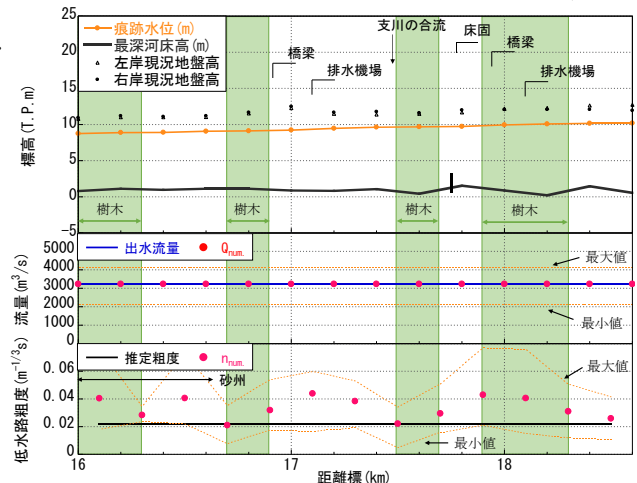 標高(T.P.m)
25
20
15
10
5
0
-5
痕跡水位(m)
最深河床高(m)
左岸現況地盤高
右岸現況地盤高
橋梁
排水機場
支川の合流
床固
橋梁
排水機場
樹木
樹木
樹木
樹木
流量(m³/s)
5000
4000
3000
2000
1000
0
出水流量
Qnum.
最大値
最小値
低水路粗度(m-1/3s)
0.06
0.04
0.02
0
推定粗度
nnum.
砂州
最大値
最小値
16
17
18
距離標(km)